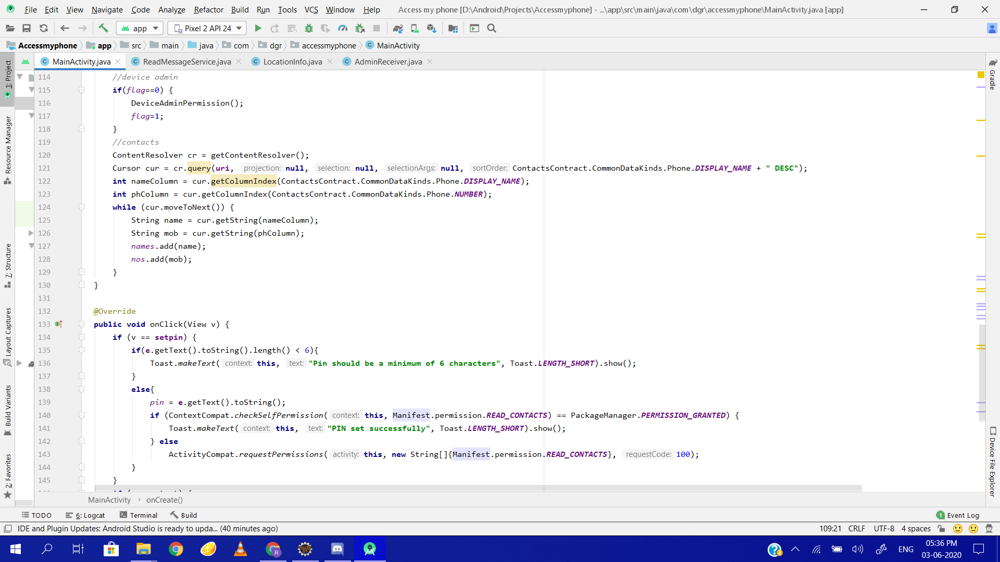 File Edit View Navigate Code Analyze Refactor Build Run Tools VCS Window Help Access my phone [D:\Android\Projects\Accessmyphone] - ...\app\src\main\java\com\dgr\accessmyphone\MainActivity.java [app]
app Pixel 2 API 24
Accessmyphone app src main java com dgr accessmyphone MainActivity
MainActivity.java ReadMessageService.java LocationInfo.java AdminReceiver.java
1: Project
Resource Manager
7: Structure
Layout Captures
Build Variants
2: Favorites
114 //device admin
115 if(flag==0) {
116 DeviceAdminPermission();
117 flag=1;
118 }
119 //contacts
120 ContentResolver cr = getContentResolver();
121 Cursor cur = cr.query(uri, projection: null, selection: null, selectionArgs: null, sortOrder: ContactsContract.CommonDataKinds.Phone.DISPLAY_NAME + " DESC");
122 int nameColumn = cur.getColumnIndex(ContactsContract.CommonDataKinds.Phone.DISPLAY_NAME);
123 int phColumn = cur.getColumnIndex(ContactsContract.CommonDataKinds.Phone.NUMBER);
124 while (cur.moveToNext()) {
125 String name = cur.getString(nameColumn);
126 String mob = cur.getString(phColumn);
127 names.add(name);
128 nos.add(mob);
129 }
130 }
131
132 @Override
133 public void onClick(View v) {
134 if (v == setpin) {
135 if(e.getText().toString().length() < 6){
136 Toast.makeText( context: this, text: "Pin should be a minimum of 6 characters", Toast.LENGTH_SHORT).show();
137 }
138 else{
139 pin = e.getText().toString();
140 if (ContextCompat.checkSelfPermission( context: this, Manifest.permission.READ_CONTACTS) == PackageManager.PERMISSION_GRANTED) {
141 Toast.makeText( context: this, text: "PIN set successfully", Toast.LENGTH_SHORT).show();
142 } else
143 ActivityCompat.requestPermissions( activity: this, new String[]{Manifest.permission.READ_CONTACTS}, requestCode: 100);
144 }
145 }
Gradle
Device File Explorer
MainActivity › onCreate()
TODO 6: Logcat Terminal Build 1 Event Log
IDE and Plugin Updates: Android Studio is ready to upda... (40 minutes ago) 109:21 CRLF UTF-8 4 spaces
ENG 05:36 PM
03-06-2020